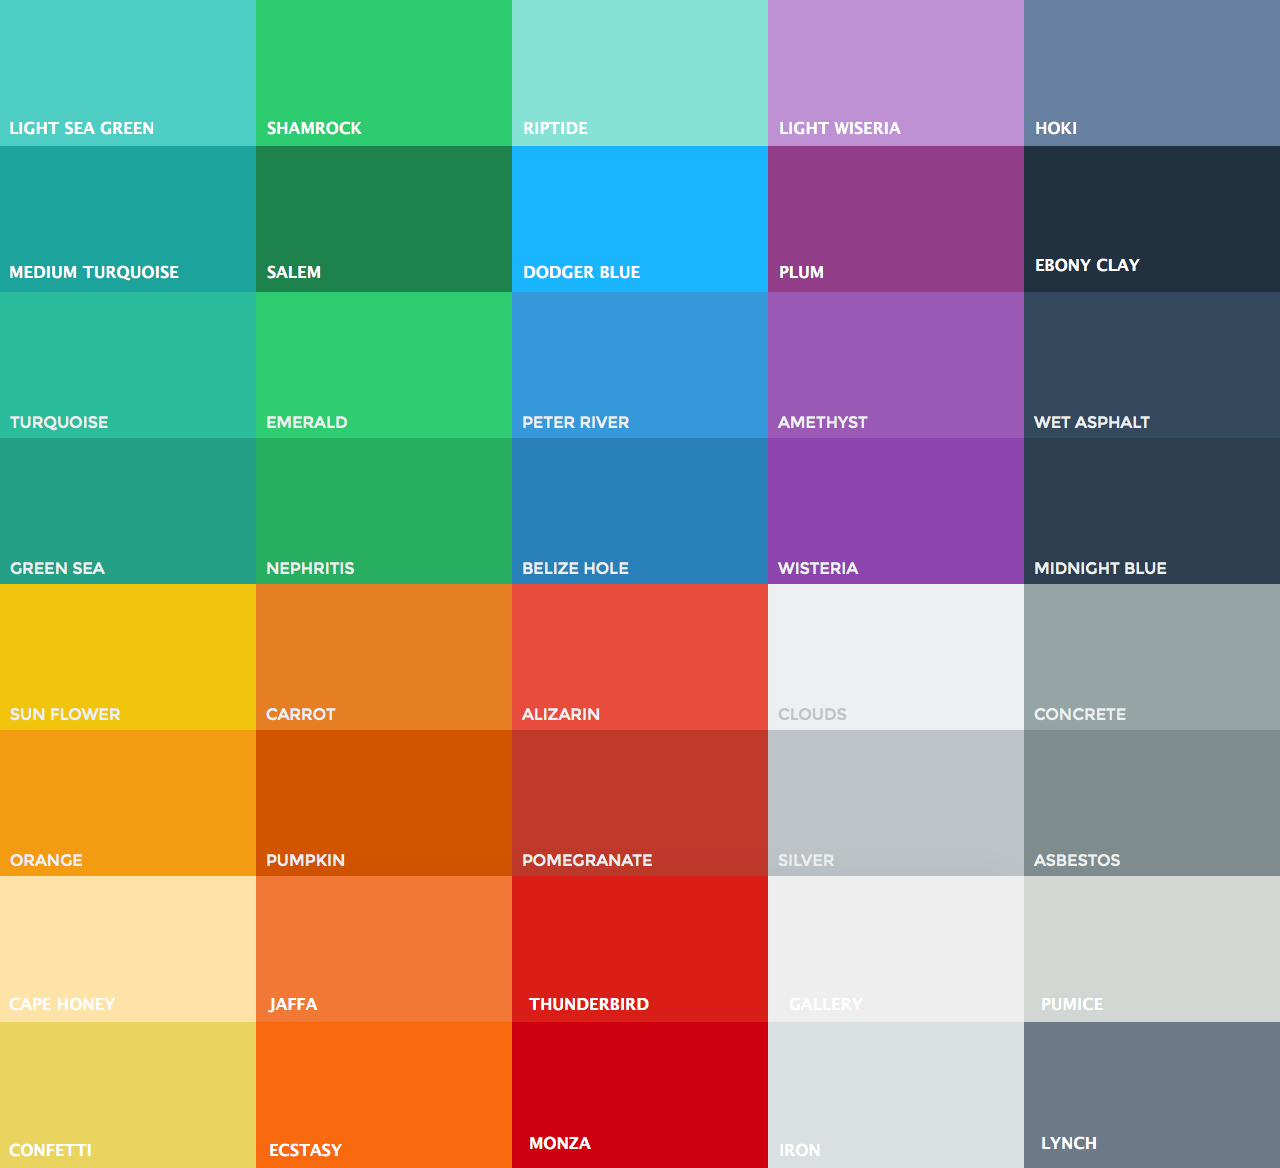 LIGHT SEA GREEN
SHAMROCK
RIPTIDE
LIGHT WISERIA
HOKI
MEDIUM TURQUOISE
SALEM
DODGER BLUE
PLUM
EBONY CLAY
TURQUOISE
EMERALD
PETER RIVER
AMETHYST
WET ASPHALT
GREEN SEA
NEPHRITIS
BELIZE HOLE
WISTERIA
MIDNIGHT BLUE
SUN FLOWER
CARROT
ALIZARIN
CLOUDS
CONCRETE
ORANGE
PUMPKIN
POMEGRANATE
SILVER
ASBESTOS
CAPE HONEY
JAFFA
THUNDERBIRD
GALLERY
PUMICE
CONFETTI
ECSTASY
MONZA
IRON
LYNCH